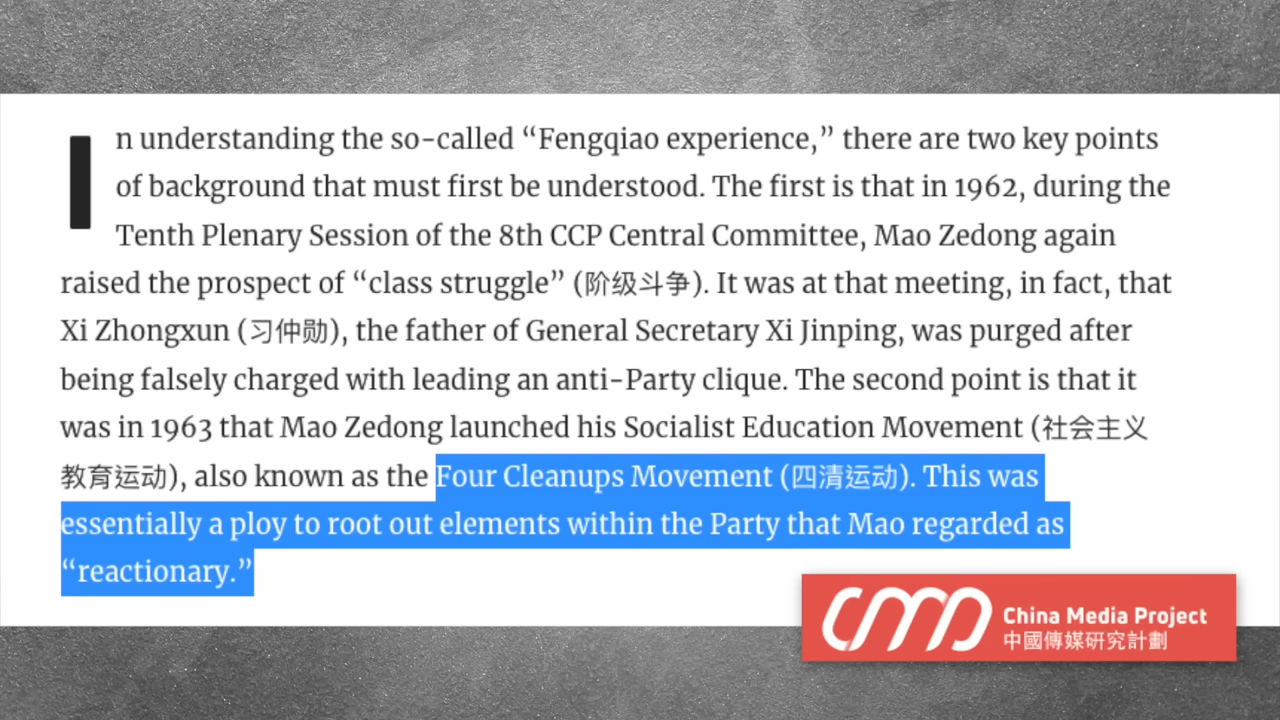 In understanding the so-called “Fengqiao experience,” there are two key points
of background that must first be understood. The first is that in 1962, during the
Tenth Plenary Session of the 8th CCP Central Committee, Mao Zedong again
raised the prospect of “class struggle” (阶级斗争). It was at that meeting, in fact, that
Xi Zhongxun (习仲勋), the father of General Secretary Xi Jinping, was purged after
being falsely charged with leading an anti-Party clique. The second point is that it
was in 1963 that Mao Zedong launched his Socialist Education Movement (社会主义
教育运动), also known as the Four Cleanups Movement (四清运动). This was
essentially a ploy to root out elements within the Party that Mao regarded as
“reactionary.”
CMP
China Media Project
中國傳媒研究計劃